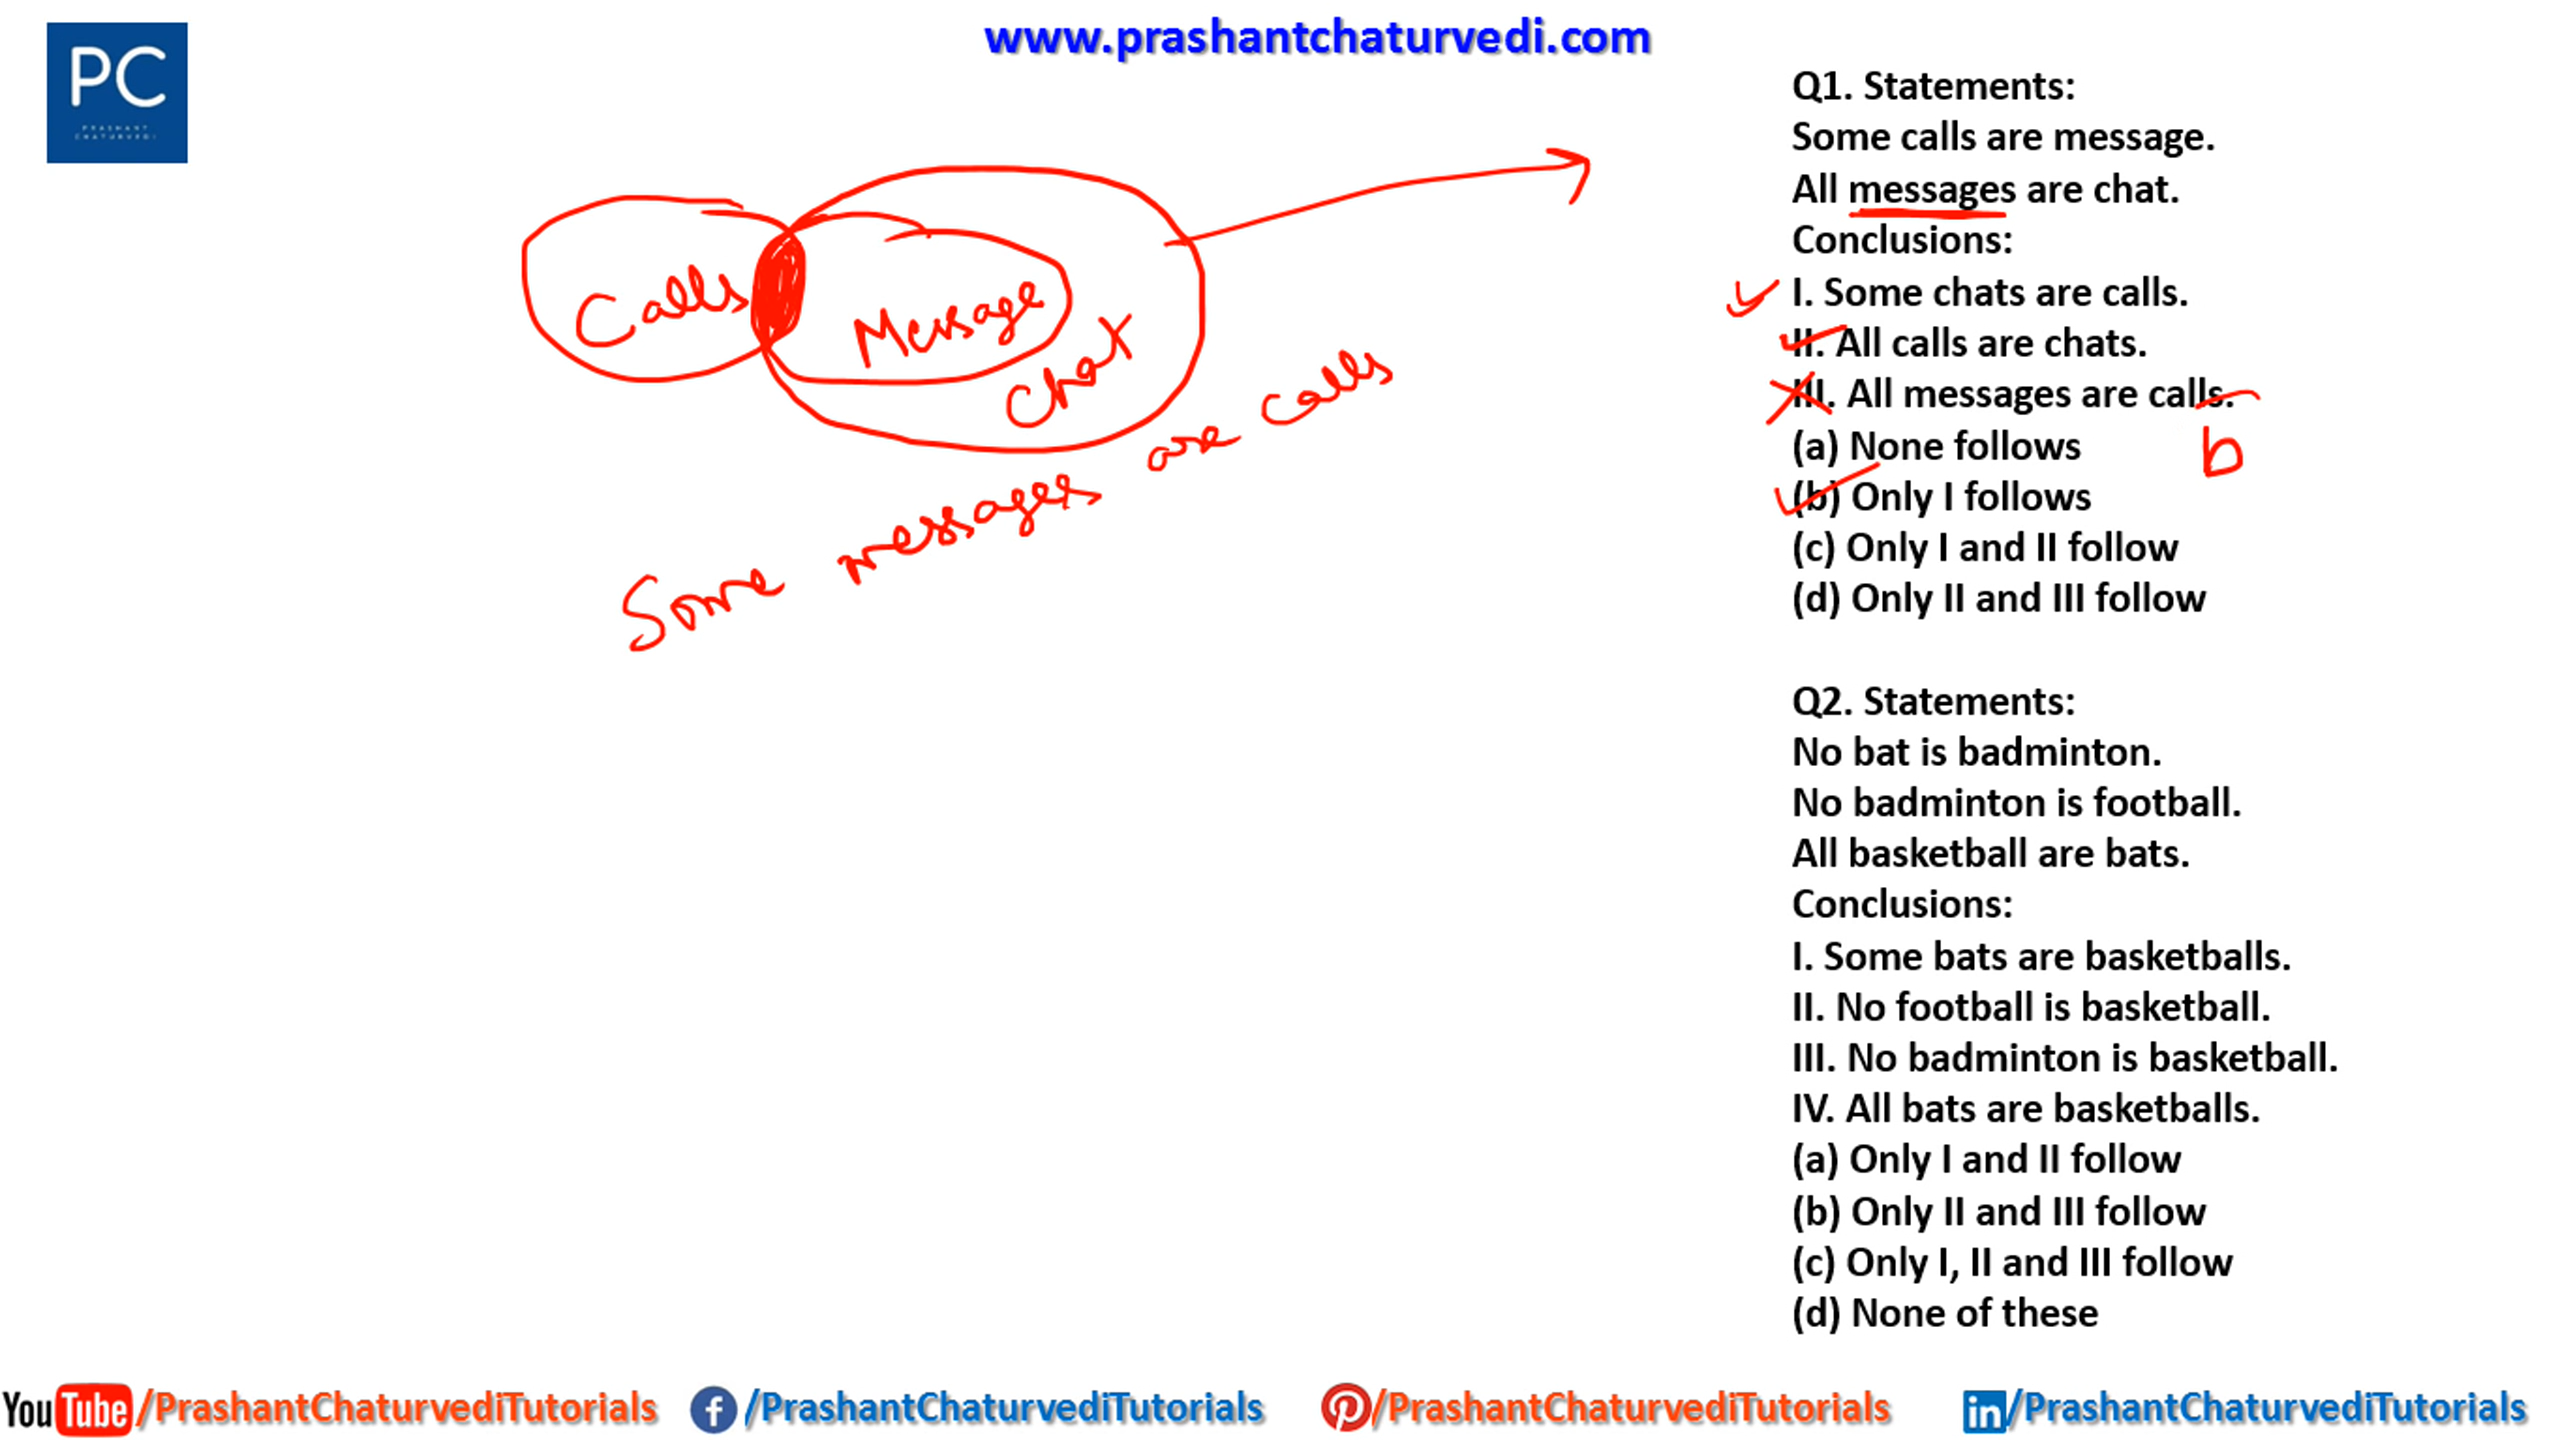 www.prashantchaturvedi.com
PC
PRASHANT
CHATURVEDI
Calls
Message
Chat
Some messages are calls
Q1. Statements:
Some calls are message.
All messages are chat.
Conclusions:
I. Some chats are calls.
II. All calls are chats.
III. All messages are calls.
(a) None follows
b
(b) Only I follows
(c) Only I and II follow
(d) Only II and III follow
Q2. Statements:
No bat is badminton.
No badminton is football.
All basketball are bats.
Conclusions:
I. Some bats are basketballs.
II. No football is basketball.
III. No badminton is basketball.
IV. All bats are basketballs.
(a) Only I and II follow
(b) Only II and III follow
(c) Only I, II and III follow
(d) None of these
YouTube/PrashantChaturvediTutorials f/PrashantChaturvediTutorials /PrashantChaturvediTutorials in/PrashantChaturvediTutorials